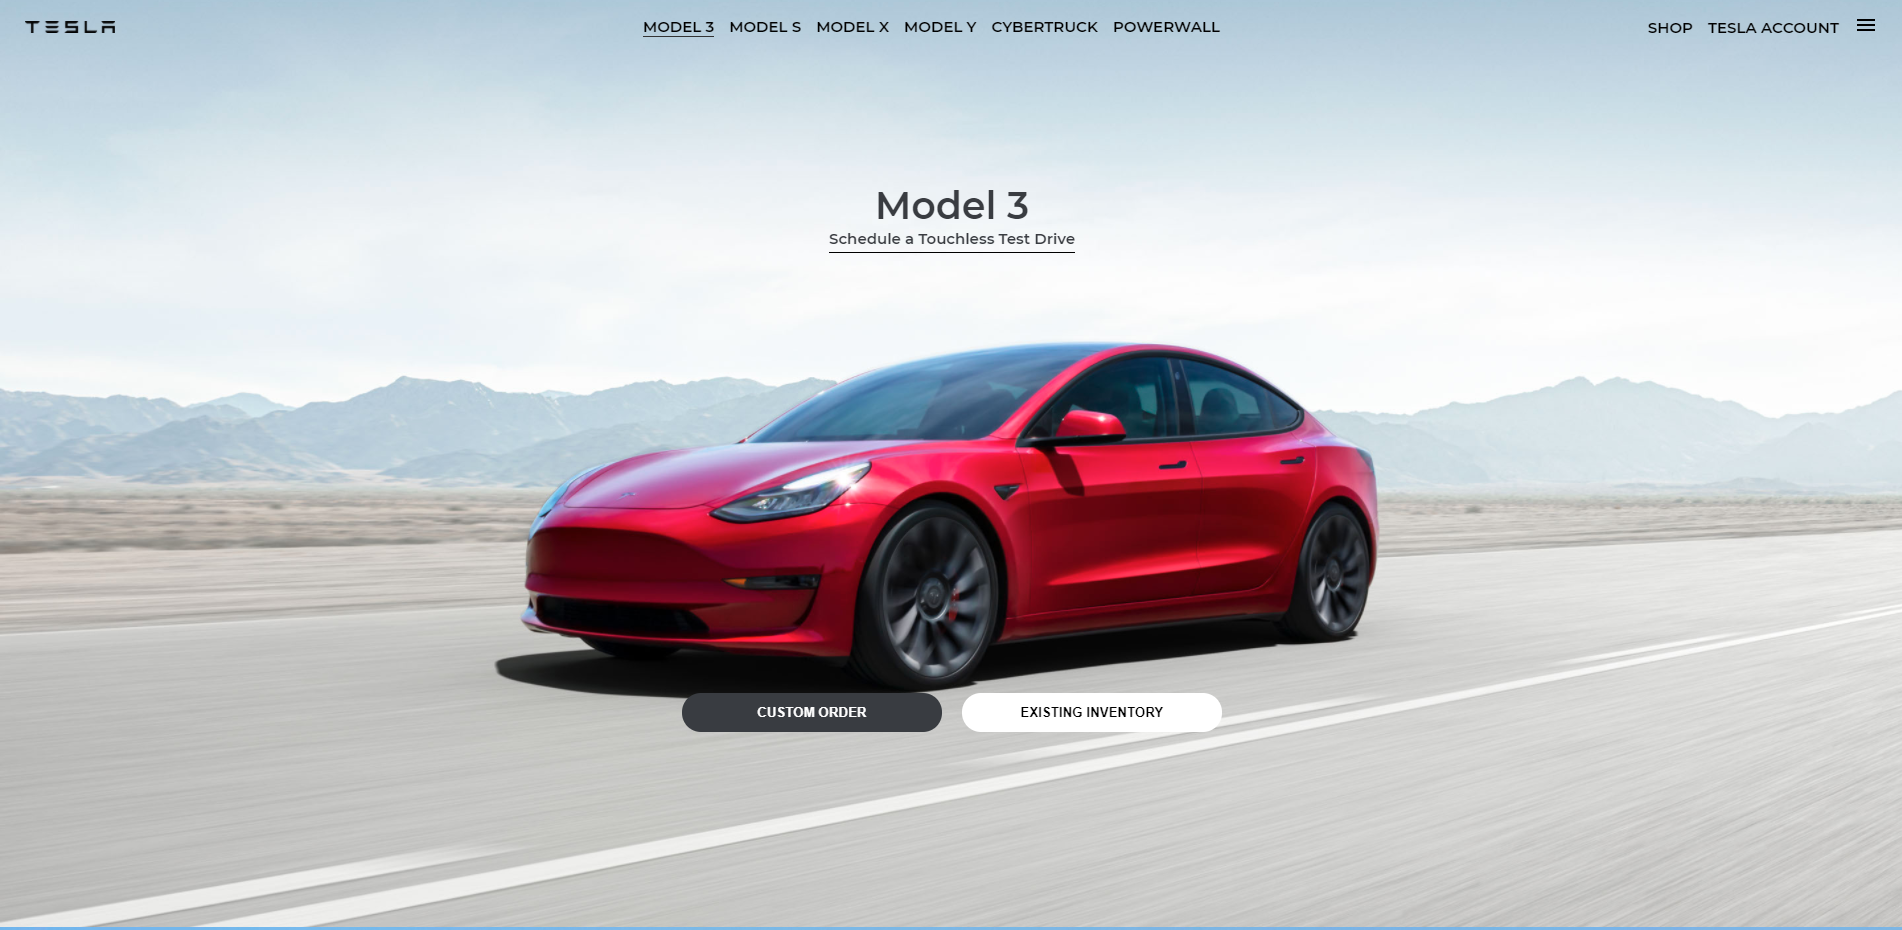 TESLA
MODEL 3 MODEL S MODEL X MODEL Y CYBERTRUCK POWERWALL
SHOP TESLA ACCOUNT
Model 3
Schedule a Touchless Test Drive
CUSTOM ORDER
EXISTING INVENTORY